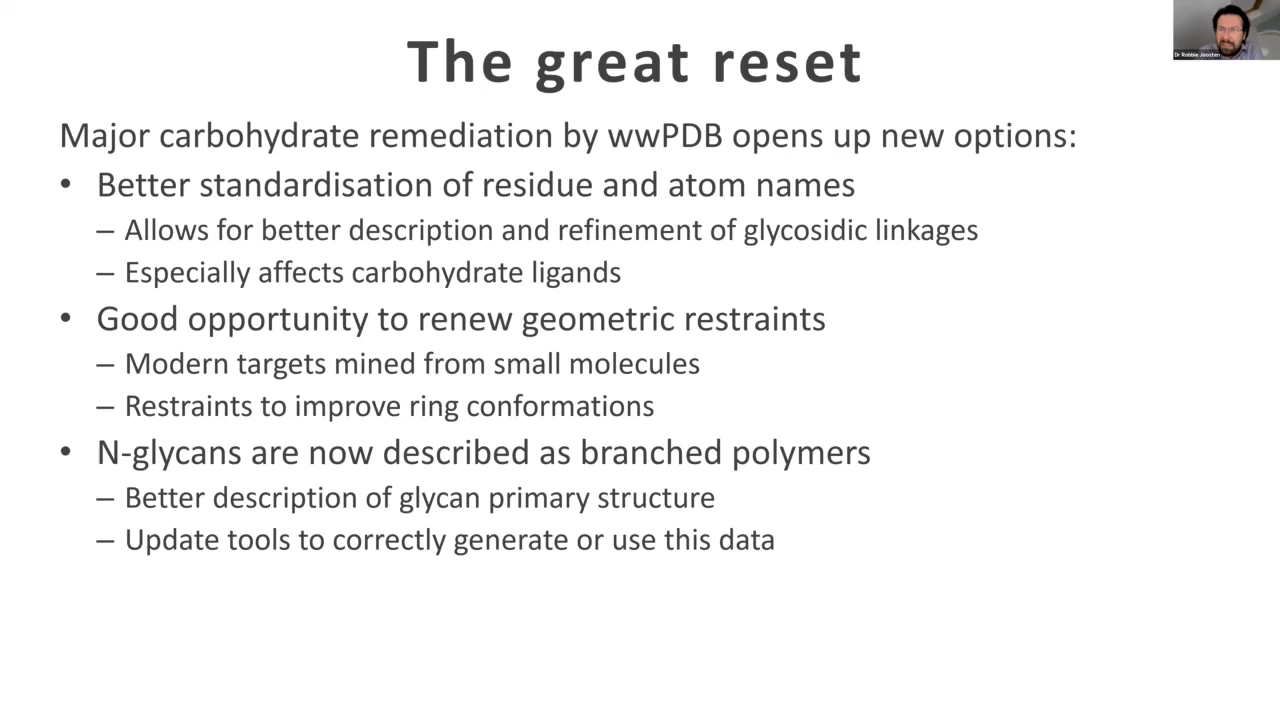 The great reset
Dr Robbie Joosten
Major carbohydrate remediation by wwPDB opens up new options:
• Better standardisation of residue and atom names
– Allows for better description and refinement of glycosidic linkages
– Especially affects carbohydrate ligands
• Good opportunity to renew geometric restraints
– Modern targets mined from small molecules
– Restraints to improve ring conformations
• N-glycans are now described as branched polymers
– Better description of glycan primary structure
– Update tools to correctly generate or use this data